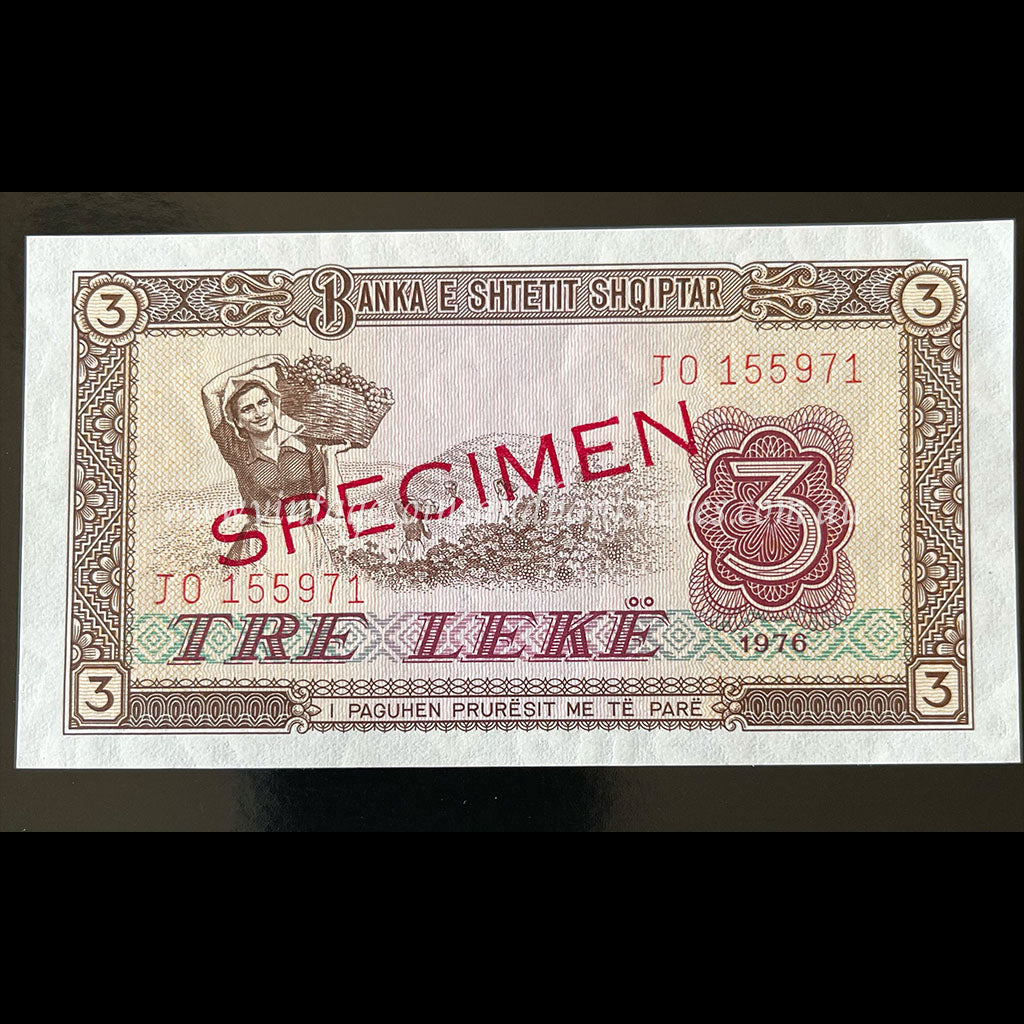 3
BANKA E SHTETIT SHQIPTAR
3
JO 155971
SPECIMEN
3
JO 155971
TRE LEKË
1976
3
I PAGUHEN PRURËSIT ME TË PARË
3